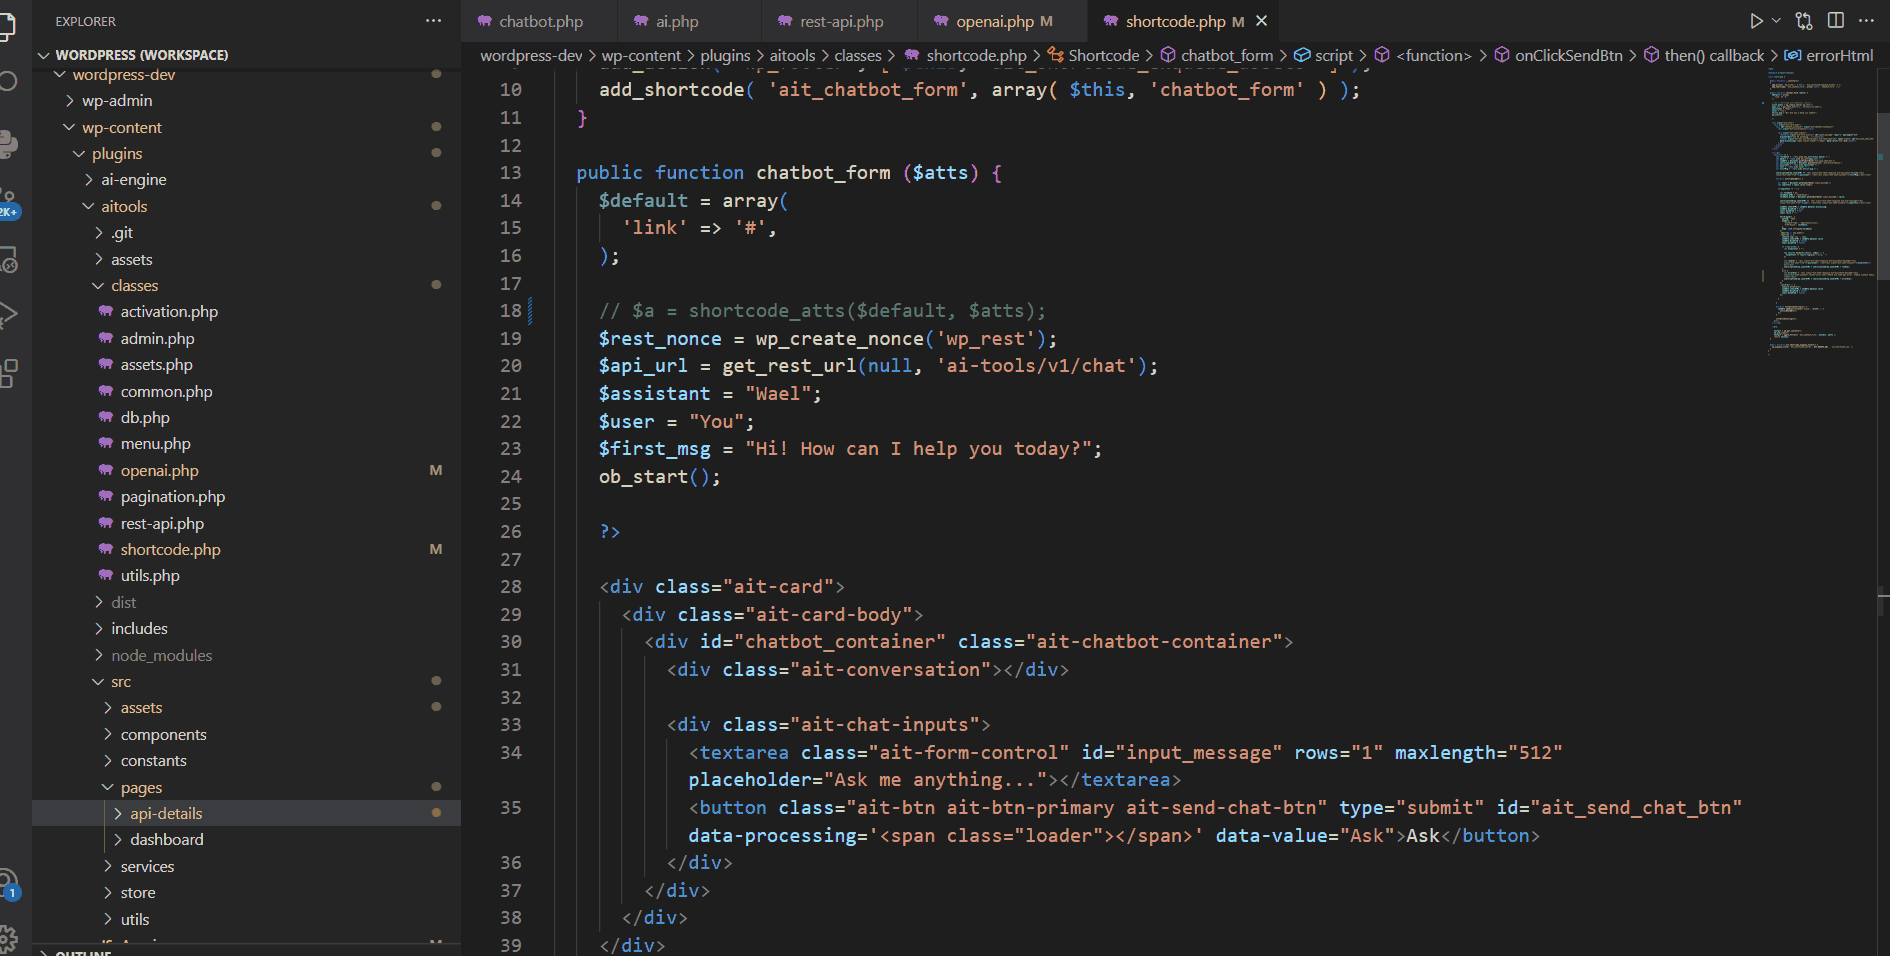 EXPLORER
WORDPRESS (WORKSPACE)
wordpress-dev
wp-admin
wp-content
plugins
ai-engine
aitools
.git
assets
classes
activation.php
admin.php
assets.php
common.php
db.php
menu.php
openai.php M
pagination.php
rest-api.php
shortcode.php M
utils.php
dist
includes
node_modules
src
assets
components
constants
pages
api-details
dashboard
services
store
utils
OUTLINE
2K+
1
chatbot.php ai.php rest-api.php openai.php M shortcode.php M
wordpress-dev > wp-content > plugins > aitools > classes > shortcode.php > Shortcode > chatbot_form > script > <function> > onClickSendBtn > then() callback > errorHtml
10 add_shortcode( 'ait_chatbot_form', array( $this, 'chatbot_form' ) );
11 }
12
13 public function chatbot_form ($atts) {
14 $default = array(
15 'link' => '#',
16 );
17
18 // $a = shortcode_atts($default, $atts);
19 $rest_nonce = wp_create_nonce('wp_rest');
20 $api_url = get_rest_url(null, 'ai-tools/v1/chat');
21 $assistant = "Wael";
22 $user = "You";
23 $first_msg = "Hi! How can I help you today?";
24 ob_start();
25
26 ?>
27
28 <div class="ait-card">
29 <div class="ait-card-body">
30 <div id="chatbot_container" class="ait-chatbot-container">
31 <div class="ait-conversation"></div>
32
33 <div class="ait-chat-inputs">
34 <textarea class="ait-form-control" id="input_message" rows="1" maxlength="512"
placeholder="Ask me anything..."></textarea>
35 <button class="ait-btn ait-btn-primary ait-send-chat-btn" type="submit" id="ait_send_chat_btn"
data-processing='<span class="loader"></span>' data-value="Ask">Ask</button>
36 </div>
37 </div>
38 </div>
39 </div>